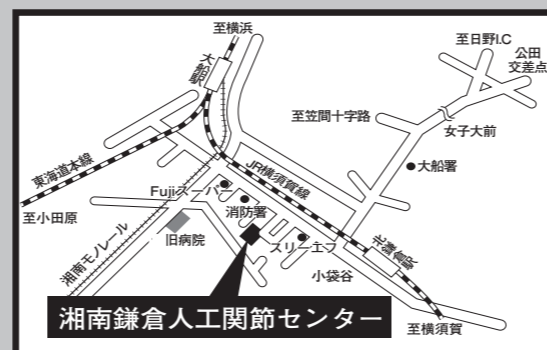 至横浜
大船駅
至日野I.C
公田
交差点
至笠間十字路
女子大前
大船署
東海道本線
JR横須賀線
Fujiスーパー
至小田原
消防署
湘南モノレール
旧病院
スリーエフ
北鎌倉駅
小袋谷
湘南鎌倉人工関節センター
至横須賀